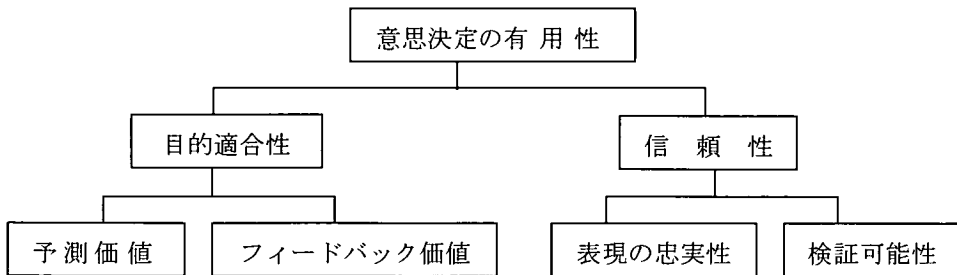 意思決定の有用性
目的適合性
信頼性
予測価値
フィードバック価値
表現の忠実性
検証可能性